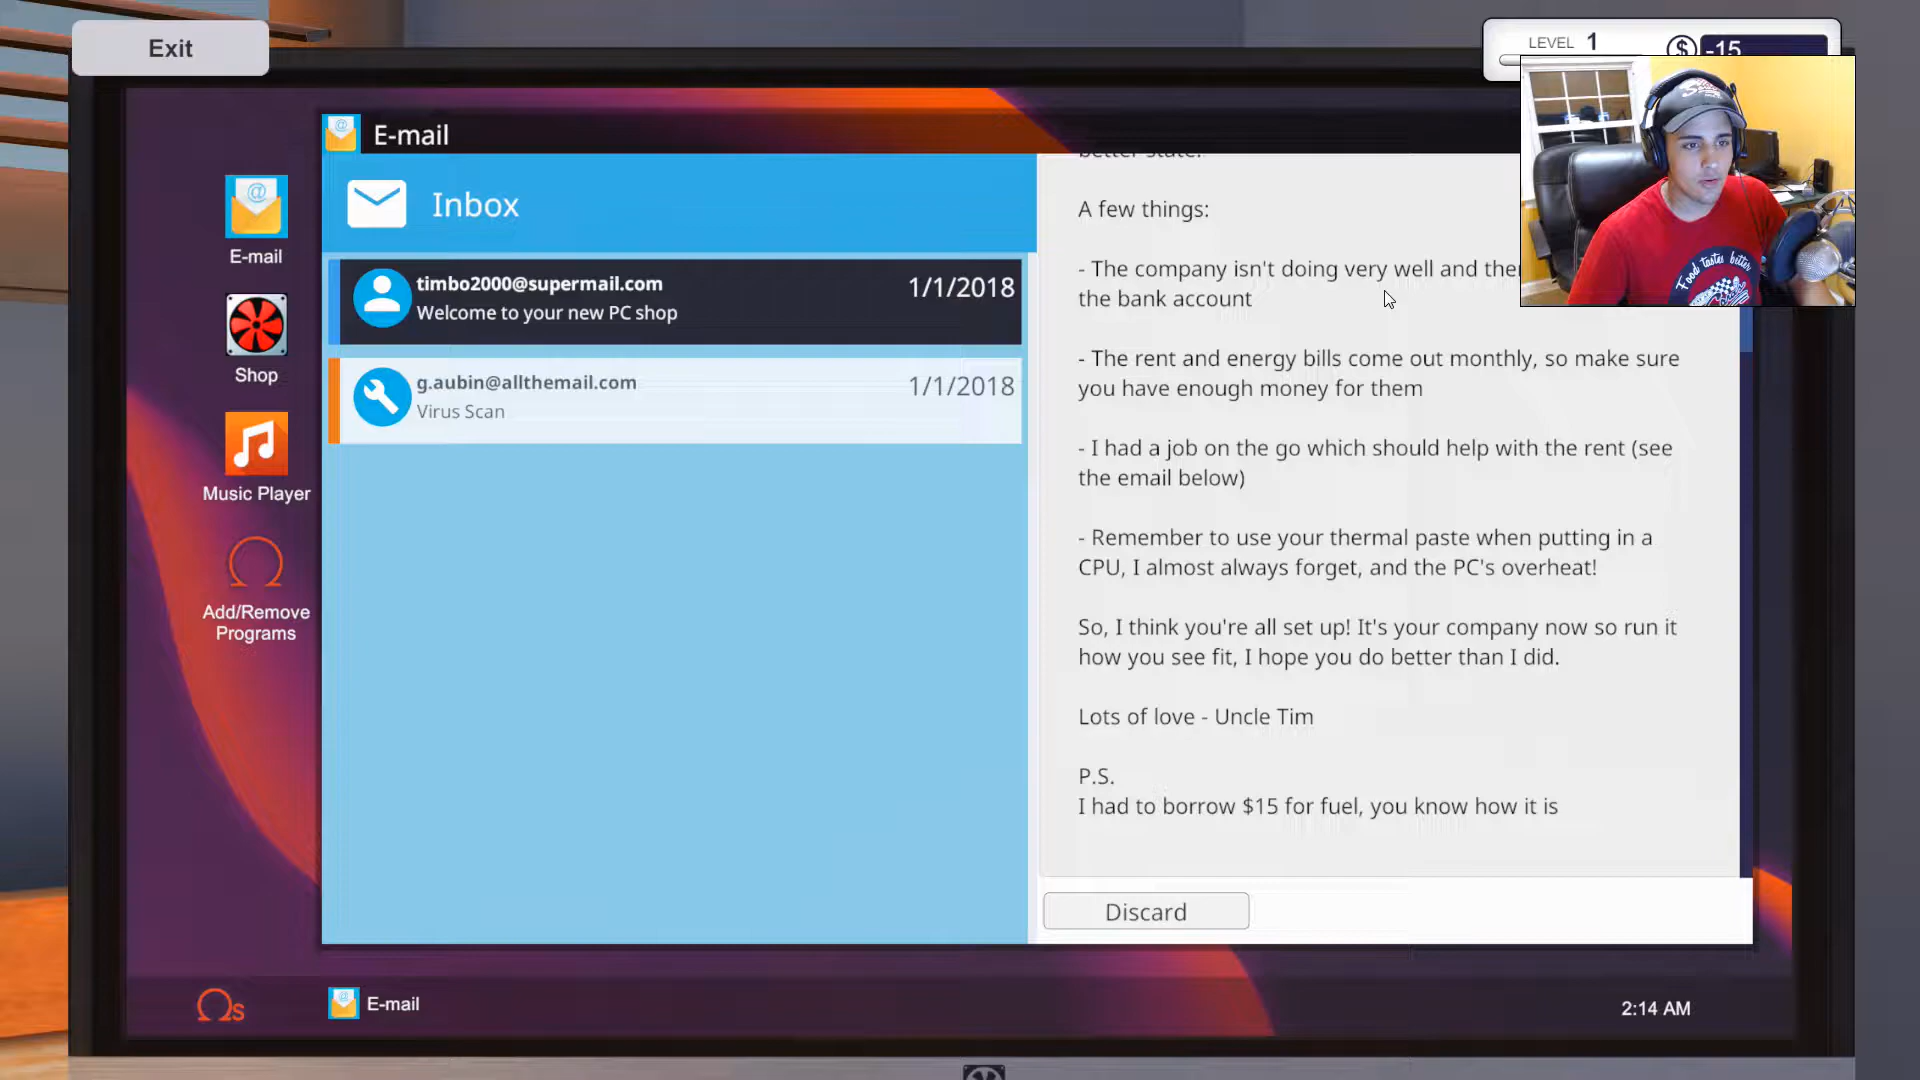 Exit
LEVEL 1
$ -15
E-mail
Inbox
timbo2000@supermail.com
1/1/2018
Welcome to your new PC shop
g.aubin@allthemail.com
1/1/2018
Virus Scan
E-mail
Shop
Music Player
Add/Remove
Programs
better state.
A few things:
- The company isn't doing very well and
the bank account
- The rent and energy bills come out monthly, so make sure
you have enough money for them
- I had a job on the go which should help with the rent (see
the email below)
- Remember to use your thermal paste when putting in a
CPU, I almost always forget, and the PC's overheat!
So, I think you're all set up! It's your company now so run it
how you see fit, I hope you do better than I did.
Lots of love - Uncle Tim
P.S.
I had to borrow $15 for fuel, you know how it is
Discard
Ωs
E-mail
2:14 AM
Food tastes better